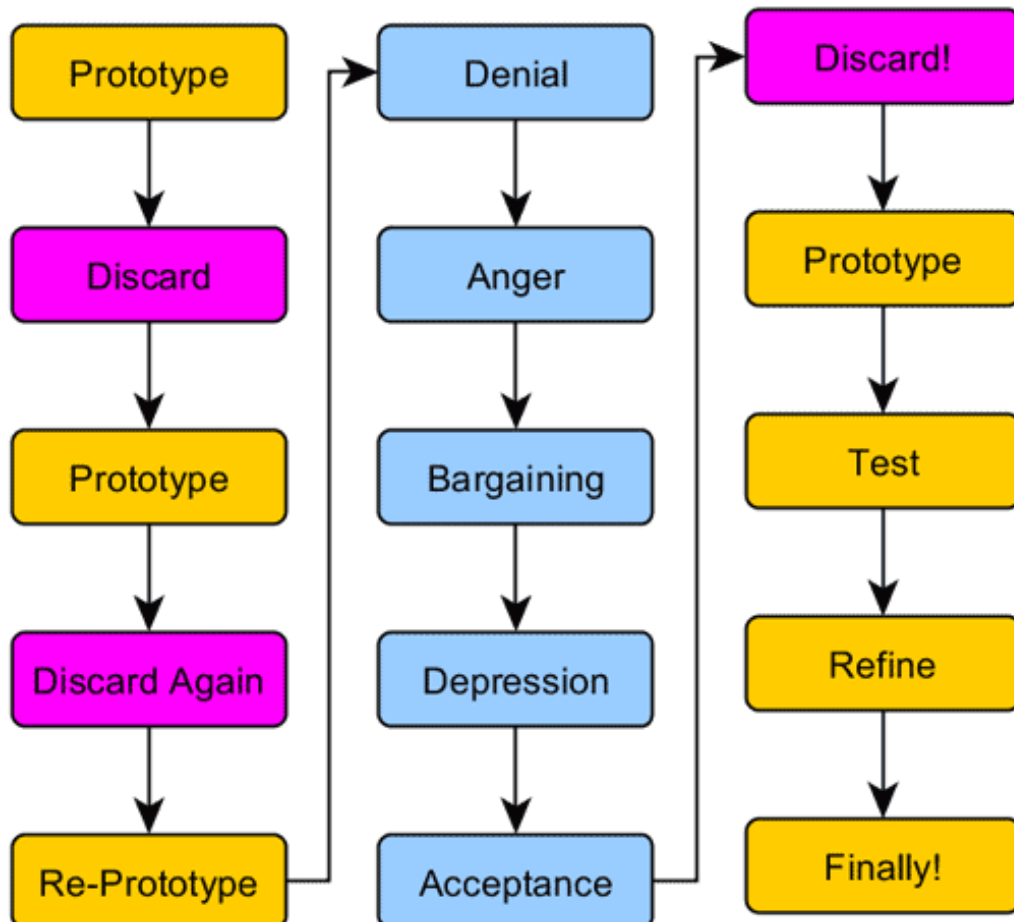 Prototype
Discard
Prototype
Discard Again
Re-Prototype
Denial
Anger
Bargaining
Depression
Acceptance
Discard!
Prototype
Test
Refine
Finally!